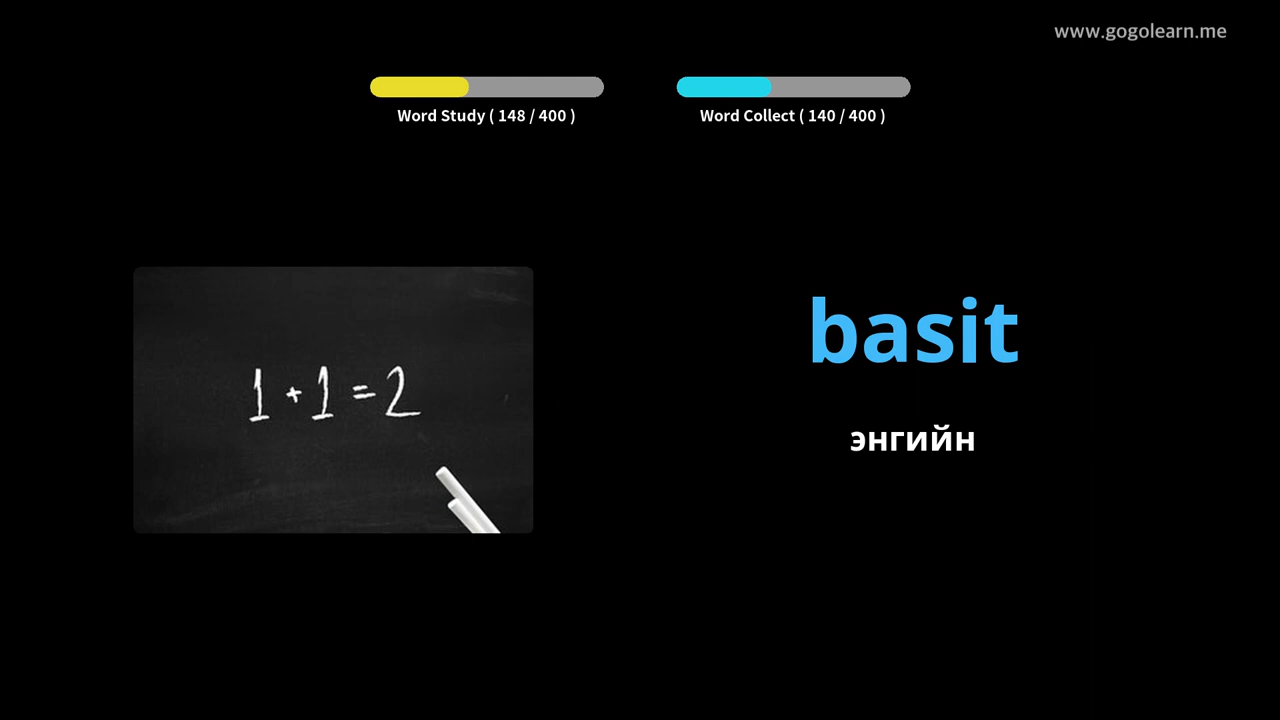 www.gogolearn.me
Word Study ( 148 / 400 )
Word Collect ( 140 / 400 )
1 + 1 = 2
basit
энгийн